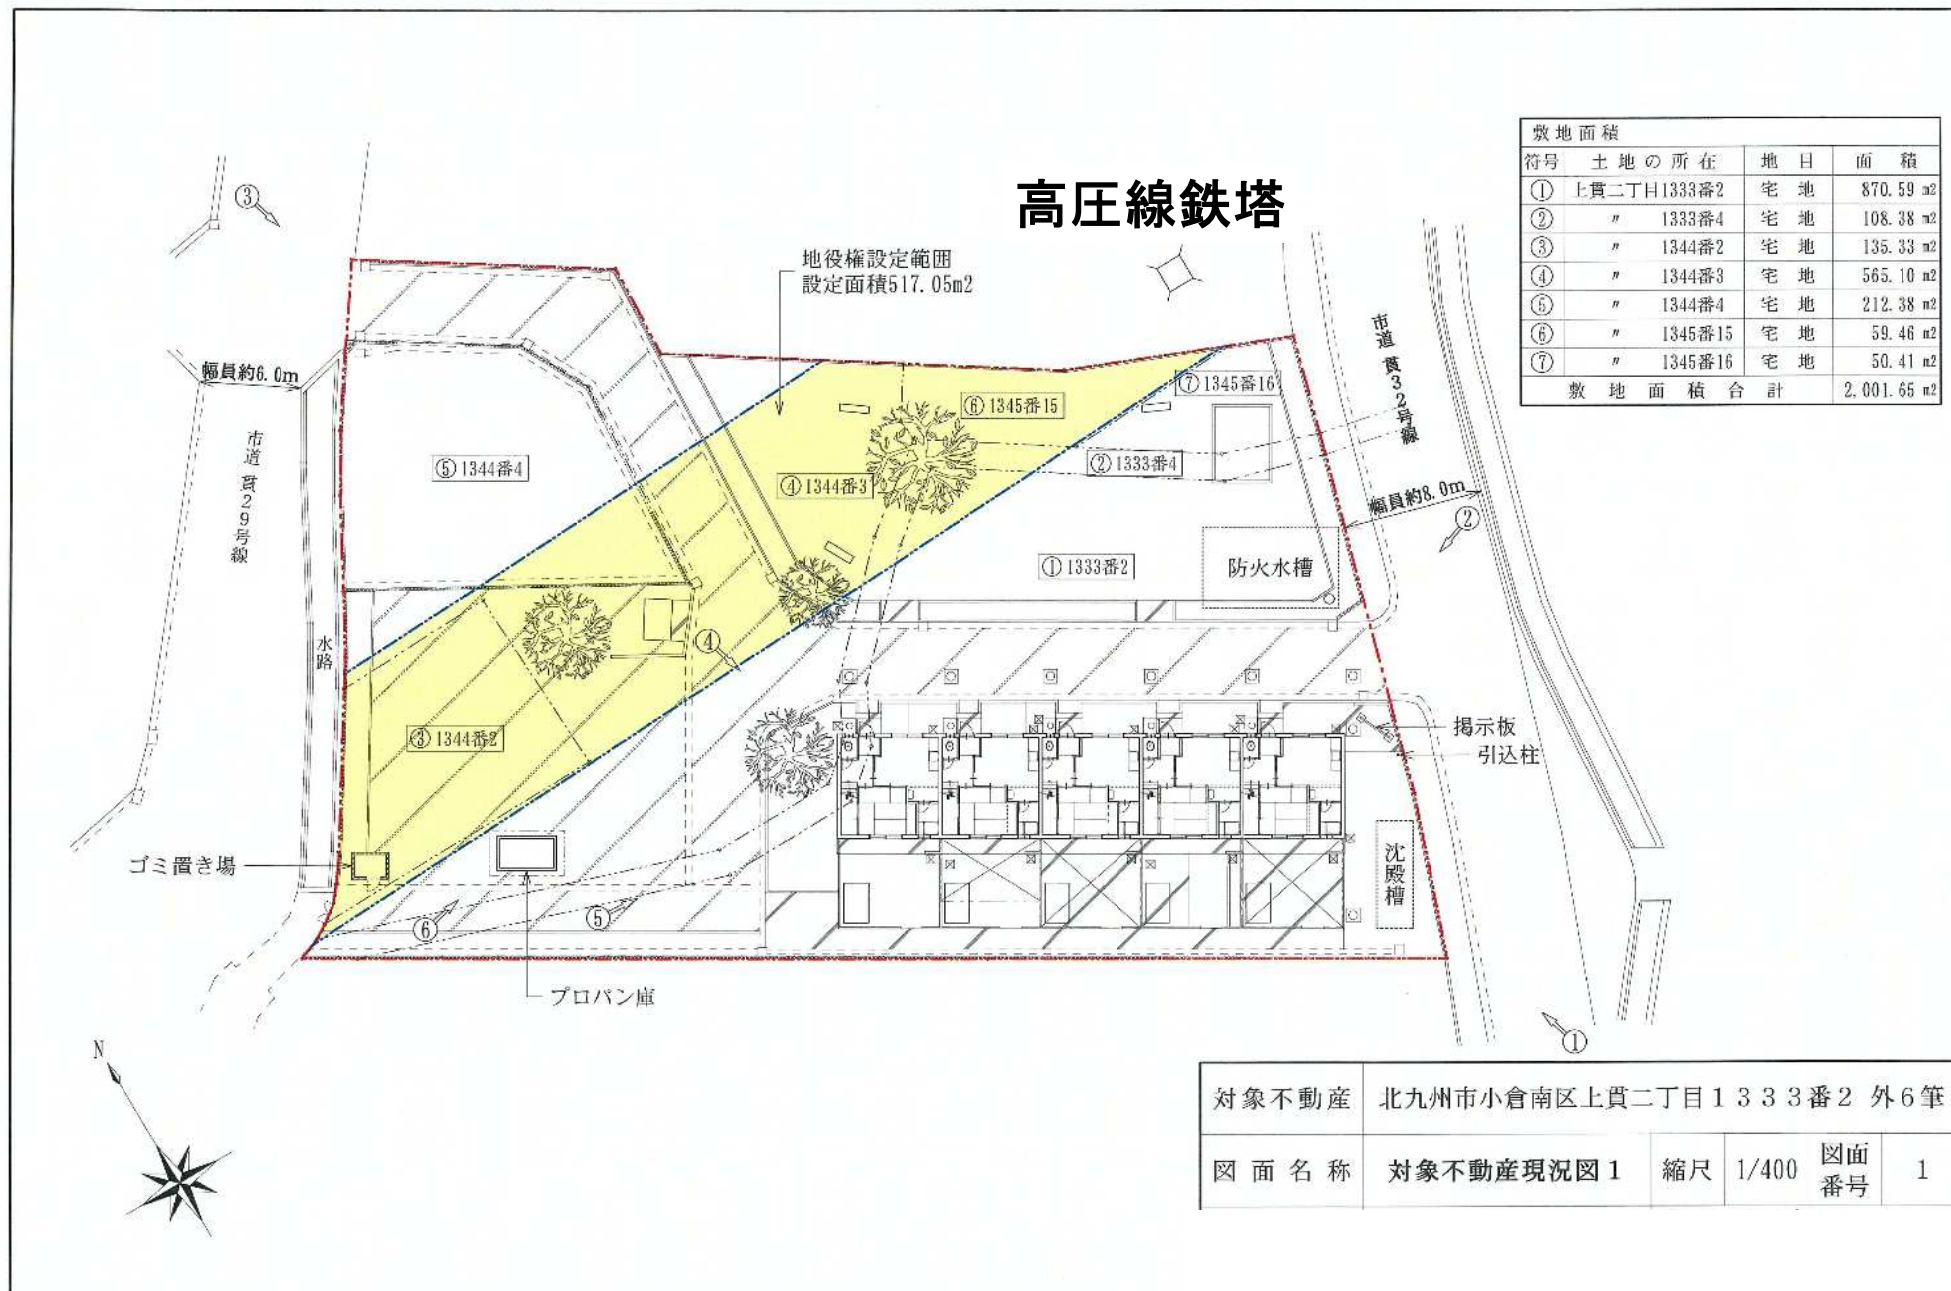 敷地面積
符号 土地の所在 地目 面積
① 上貫二丁目1333番2 宅地 870.59 m2
② 〃 1333番4 宅地 108.38 m2
③ 〃 1344番2 宅地 135.33 m2
④ 〃 1344番3 宅地 565.10 m2
⑤ 〃 1344番4 宅地 212.38 m2
⑥ 〃 1345番15 宅地 59.46 m2
⑦ 〃 1345番16 宅地 50.41 m2
敷地面積合計 2,001.65 m2
高圧線鉄塔
③
地役権設定範囲
設定面積517.05m2
市道 貫32号線
幅員約6.0m
⑦1345番16
⑥1345番15
市道 貫29号線
⑤1344番4
②1333番4
④1344番3
幅員約8.0m
②
①1333番2
防火水槽
水路
④
③1344番2
掲示板
引込柱
ゴミ置き場
沈殿槽
⑥
⑤
プロパン庫
①
N
対象不動産 北九州市小倉南区上貫二丁目1333番2 外6筆
図面名称 対象不動産現況図1 縮尺 1/400 図面番号 1